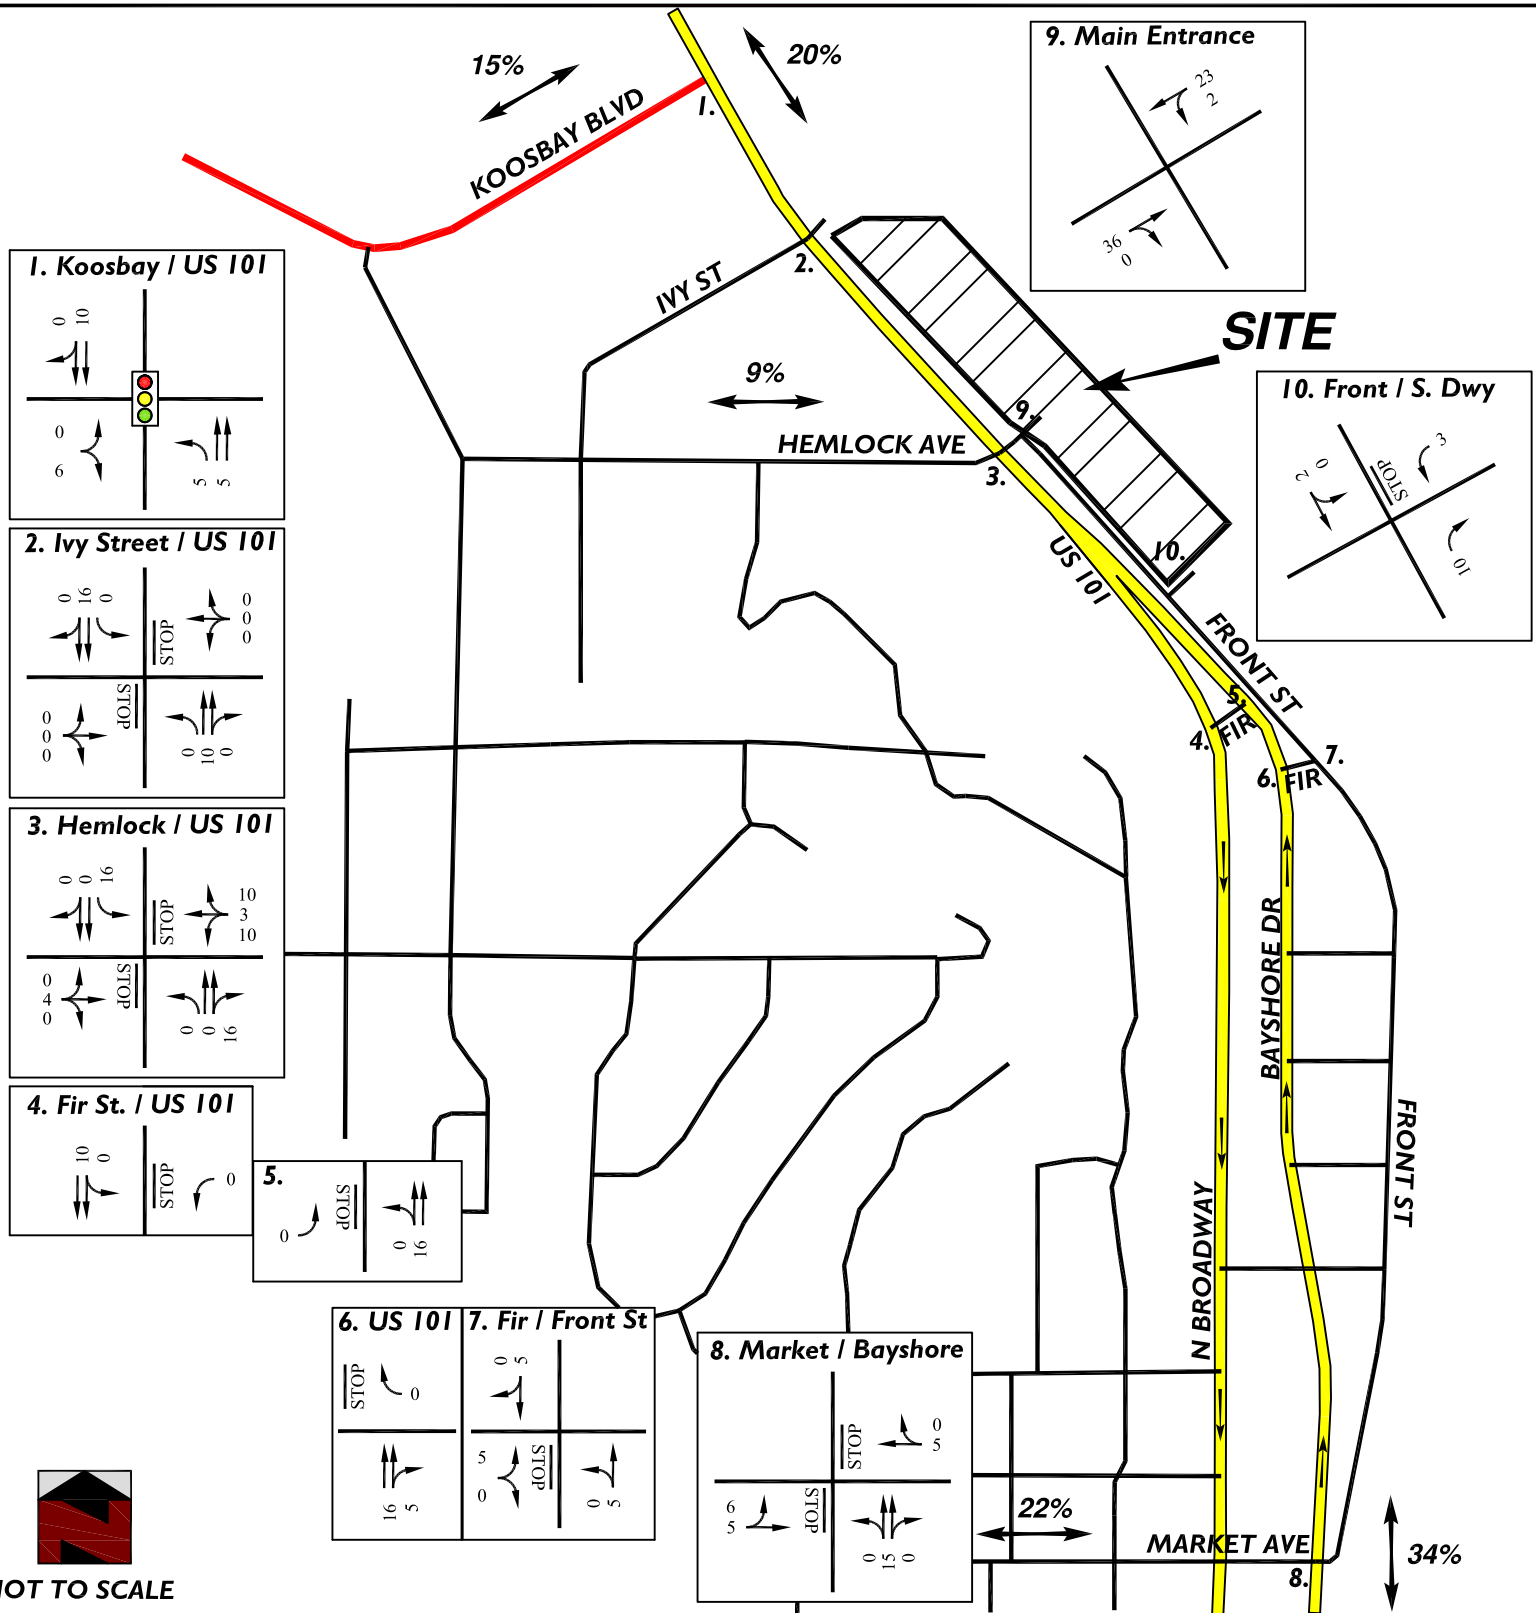 15%
20%
KOOSBAY BLVD
1.
9. Main Entrance
23
2
36
0
SITE
2.
IVY ST
9%
HEMLOCK AVE
9.
3.
10. Front / S. Dwy
3
STOP
0
2
10
1. Koosbay / US 101
0 10
0
6
5 5
2. Ivy Street / US 101
0 16 0
STOP
0
0
0
0
0
0
STOP
0 10 0
3. Hemlock / US 101
0 0 16
STOP
10
3
10
0
4
0
STOP
0 0 16
4. Fir St. / US 101
10 0
STOP
0
5.
STOP
0
0 16
US 101
10.
FRONT ST
5.
4.
FIR
6.
FIR
7.
BAYSHORE DR
FRONT ST
N BROADWAY
6. US 101
STOP
0
16 5
7. Fir / Front St
0 5
5
0
STOP
0 5
8. Market / Bayshore
STOP
0
5
6
5
STOP
0 15 0
22%
MARKET AVE
8.
34%
NOT TO SCALE